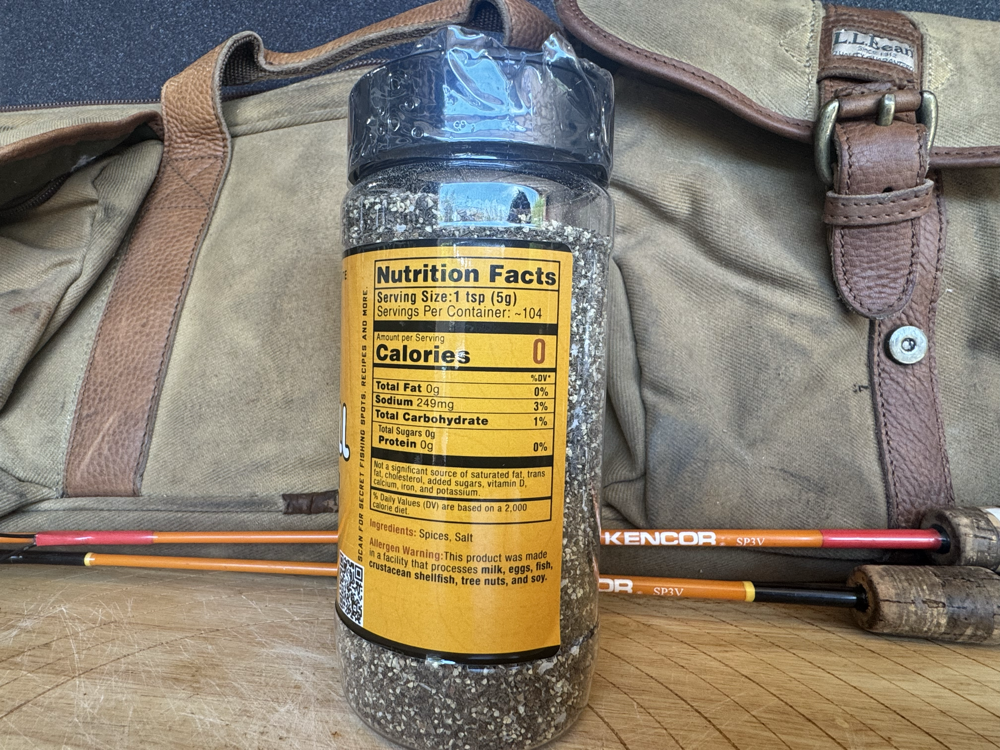 L.L.Bean
Nutrition Facts
Serving Size:1 tsp (5g)
Servings Per Container: ~104
Amount per Serving
Calories 0
%DV*
Total Fat 0g 0%
Sodium 249mg 3%
Total Carbohydrate 1%
Total Sugars 0g
Protein 0g 0%
Not a significant source of saturated fat, trans
fat, cholesterol, added sugars, vitamin D,
calcium, iron, and potassium.
% Daily Values (DV) are based on a 2,000
calorie diet.
Ingredients: Spices, Salt
Allergen Warning:This product was made
in a facility that processes milk, eggs, fish,
crustacean shellfish, tree nuts, and soy.
SCAN FOR SECRET FISHING SPOTS, RECIPES AND MORE.
KENCOR SP3V
OR SP3V